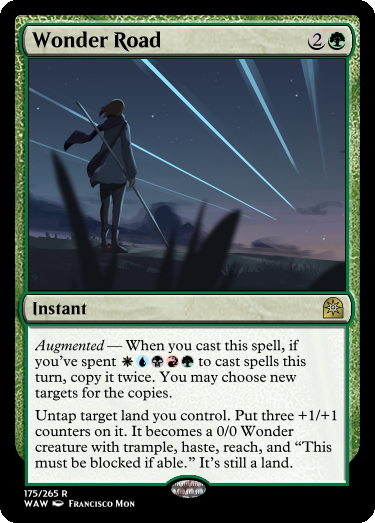 Wonder Road 2
Instant
Augmented — When you cast this spell, if
you've spent to cast spells this
turn, copy it twice. You may choose new
targets for the copies.
Untap target land you control. Put three +1/+1
counters on it. It becomes a 0/0 Wonder
creature with trample, haste, reach, and “This
must be blocked if able.” It's still a land.
175/265 R
WAW Francisco Mon